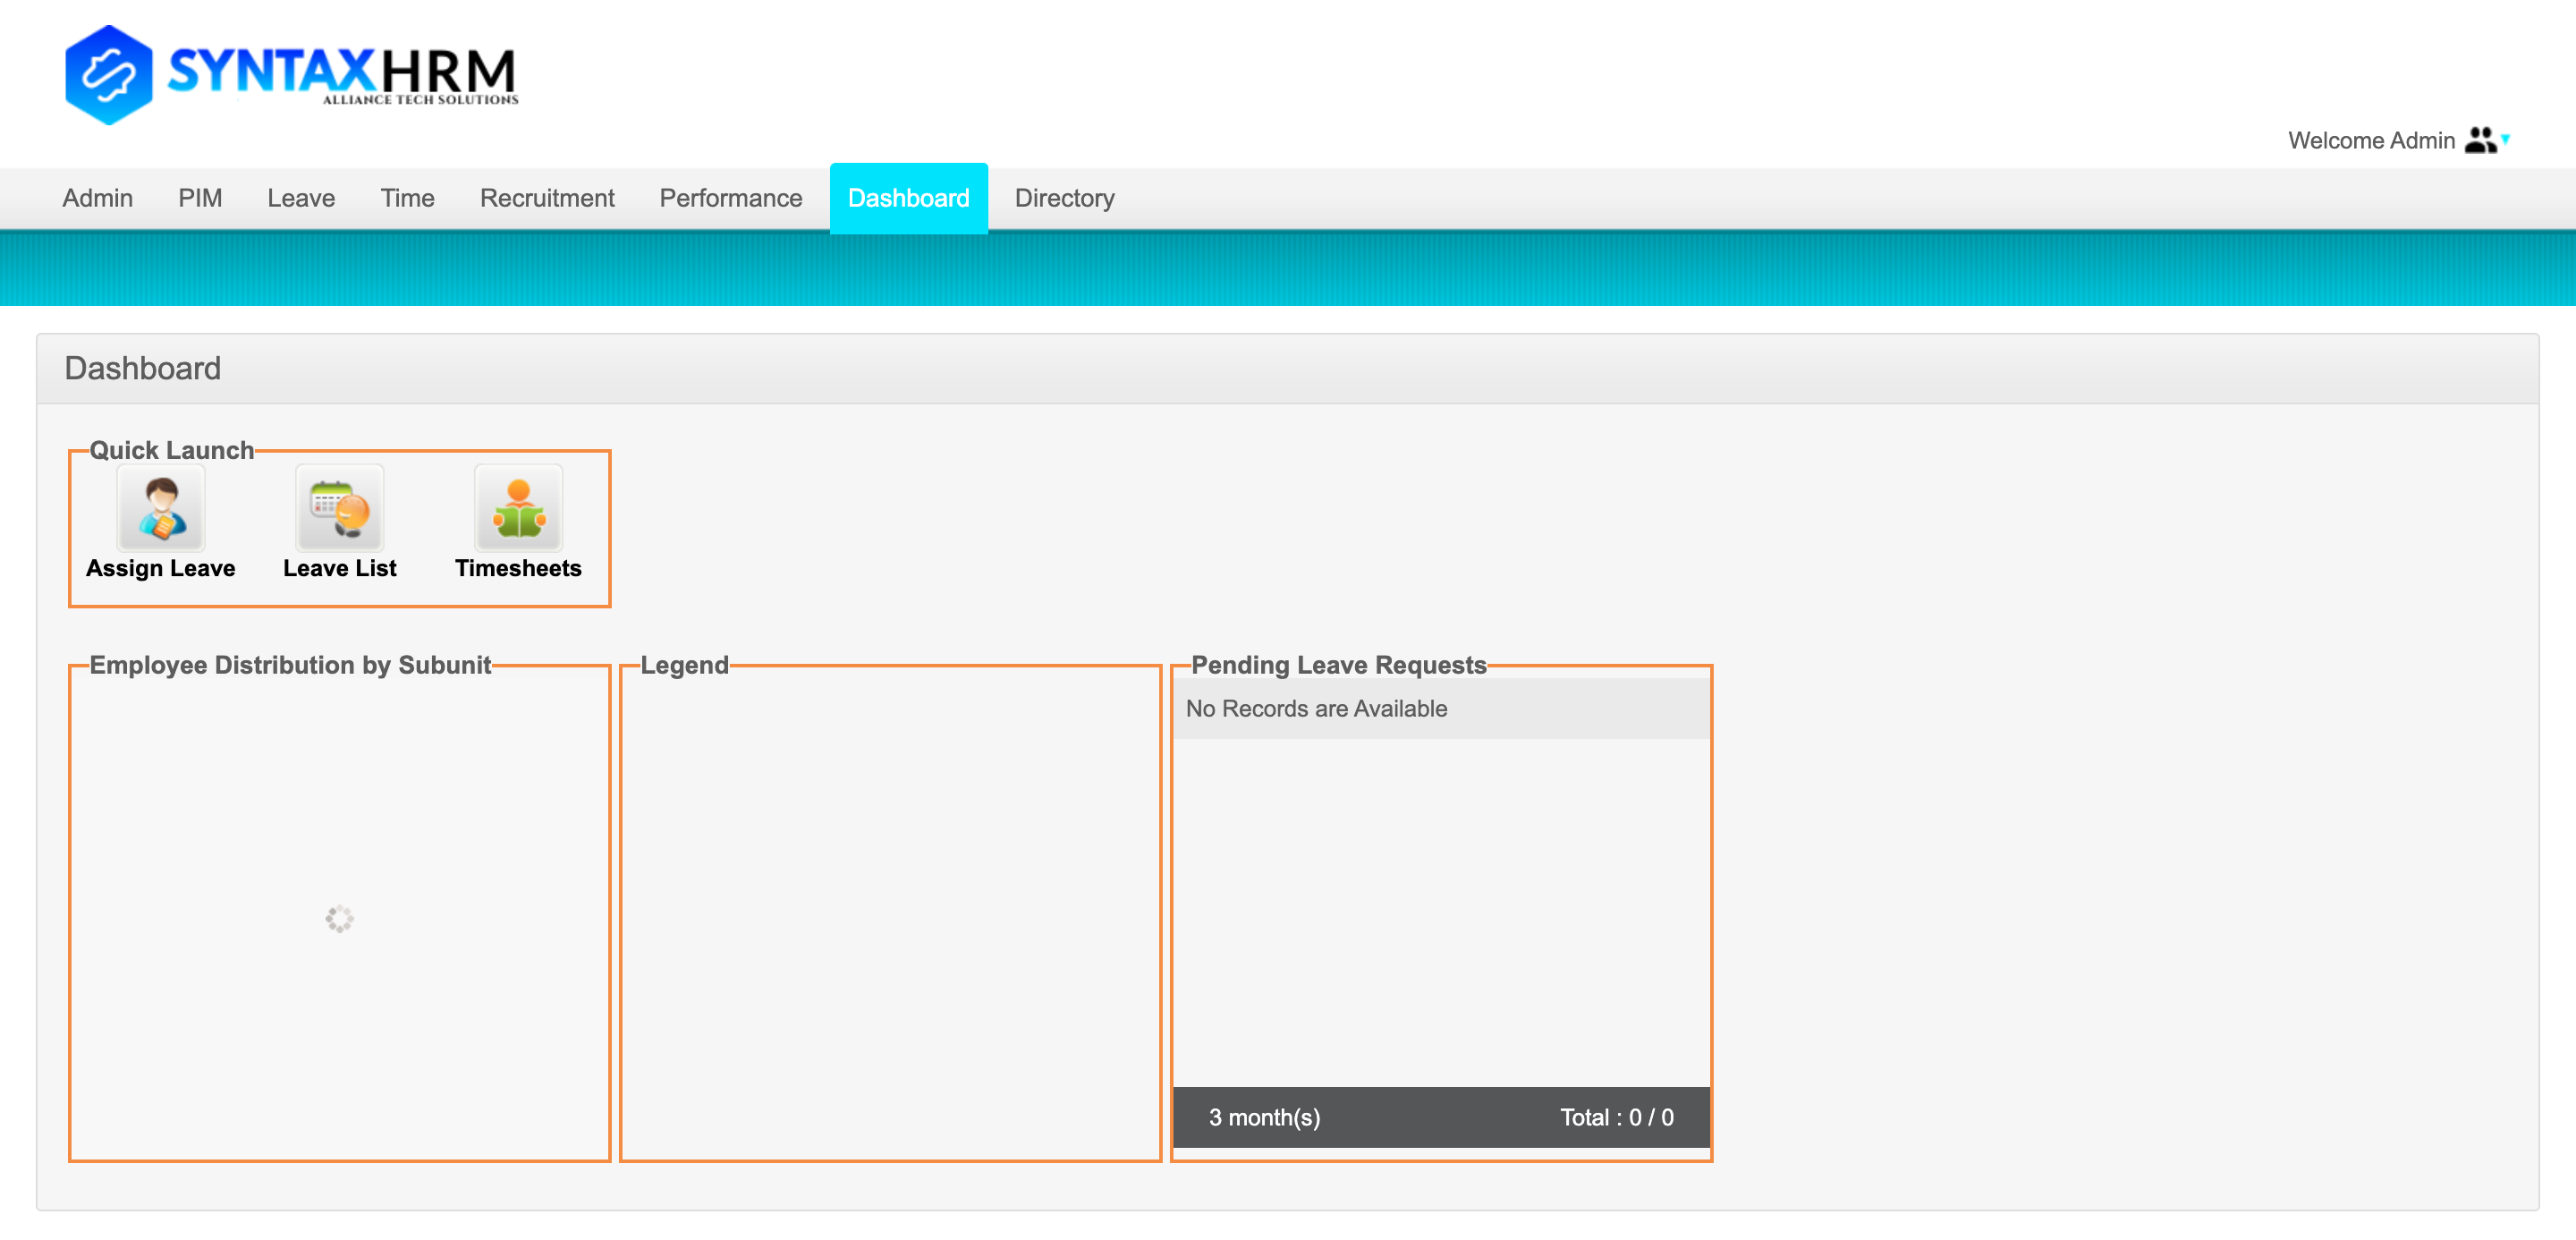 SYNTAXHRM
ALLIANCE TECH SOLUTIONS
Welcome Admin
Admin PIM Leave Time Recruitment Performance Dashboard Directory
Dashboard
Quick Launch
Assign Leave Leave List Timesheets
Employee Distribution by Subunit Legend Pending Leave Requests
No Records are Available
3 month(s) Total : 0 / 0